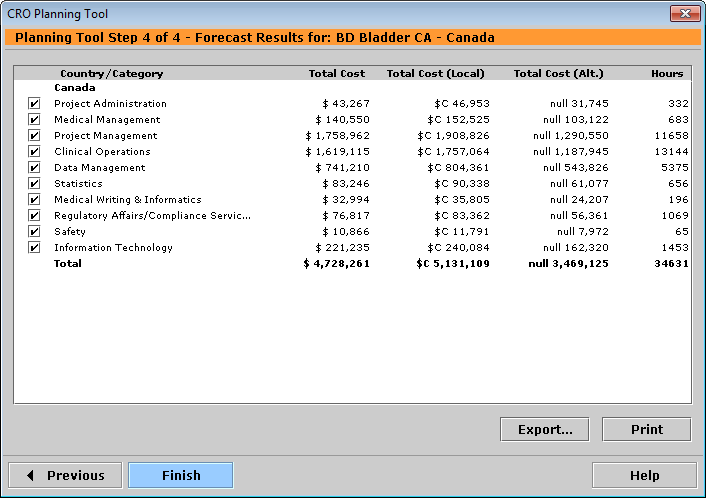 CRO Planning Tool
Planning Tool Step 4 of 4 - Forecast Results for: BD Bladder CA - Canada
Country/Category Total Cost Total Cost (Local) Total Cost (Alt.) Hours
Canada
Project Administration $ 43,267 $C 46,953 null 31,745 332
Medical Management $ 140,550 $C 152,525 null 103,122 683
Project Management $ 1,758,962 $C 1,908,826 null 1,290,550 11658
Clinical Operations $ 1,619,115 $C 1,757,064 null 1,187,945 13144
Data Management $ 741,210 $C 804,361 null 543,826 5375
Statistics $ 83,246 $C 90,338 null 61,077 656
Medical Writing & Informatics $ 32,994 $C 35,805 null 24,207 196
Regulatory Affairs/Compliance Servic... $ 76,817 $C 83,362 null 56,361 1069
Safety $ 10,866 $C 11,791 null 7,972 65
Information Technology $ 221,235 $C 240,084 null 162,320 1453
Total $ 4,728,261 $C 5,131,109 null 3,469,125 34631
Export... Print
Previous Finish Help